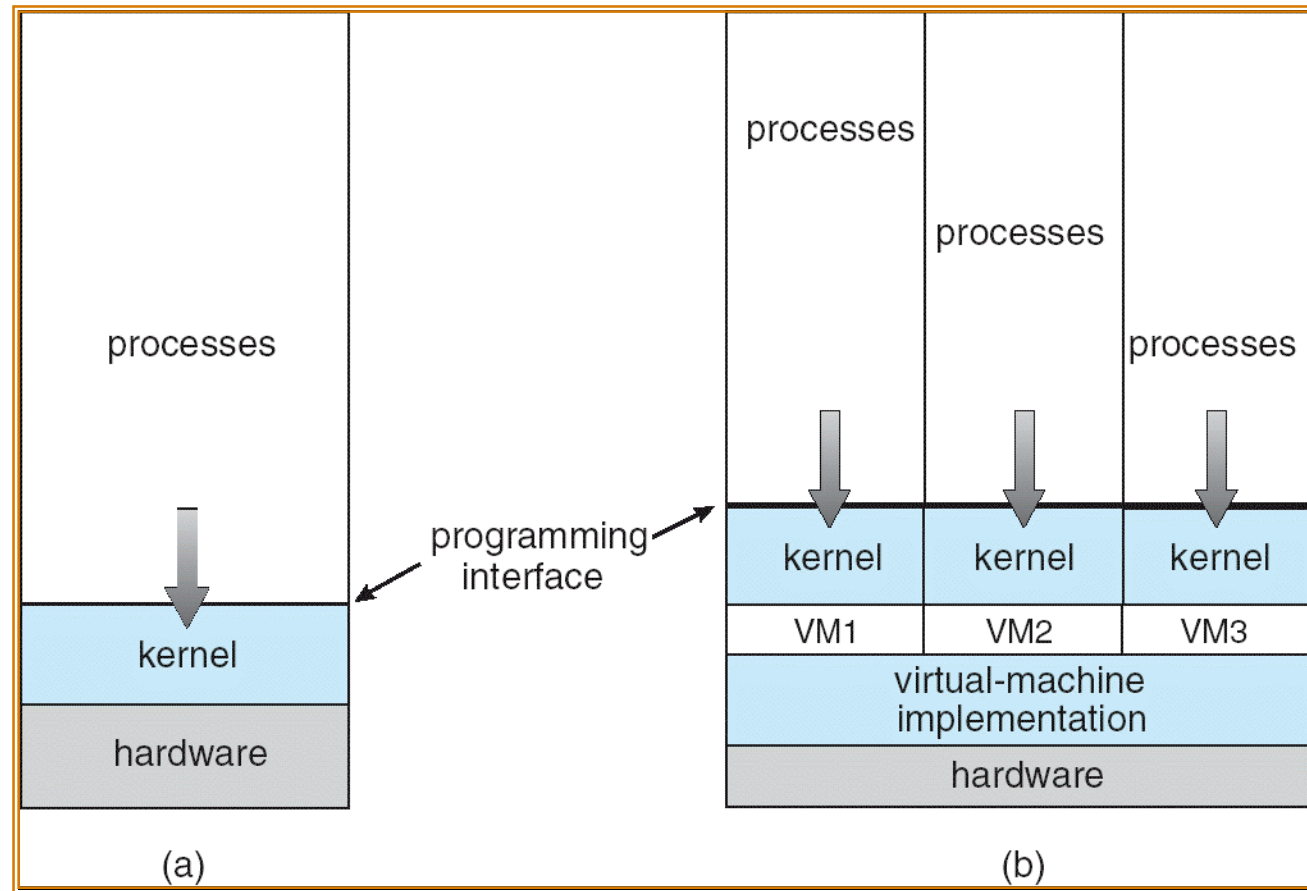 processes
kernel
hardware
(a)
programming
interface
processes
processes
processes
kernel
kernel
kernel
VM1
VM2
VM3
virtual-machine
implementation
hardware
(b)